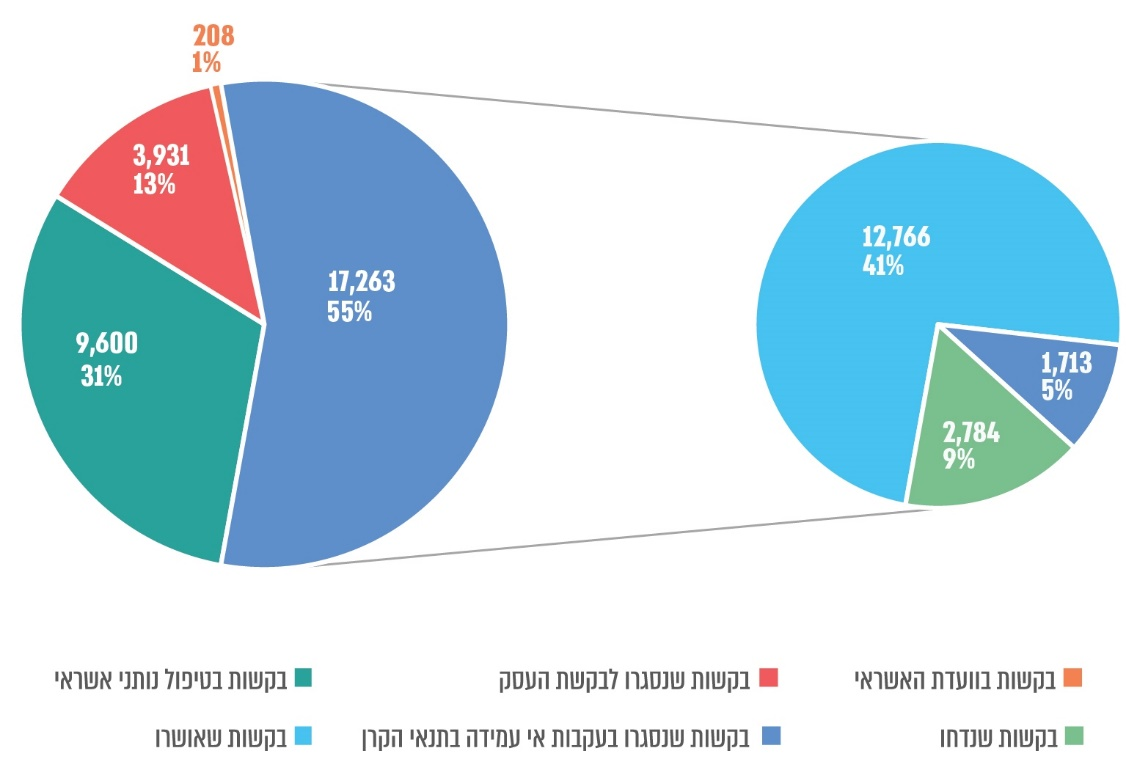 208
1%
3,931
13%
17,263
55%
9,600
31%
12,766
41%
1,713
5%
2,784
9%
בקשות בוועדת האשראי
בקשות שנסגרו לבקשת העסק
בקשות בטיפול נותני אשראי
בקשות שנדחו
בקשות שנסגרו בעקבות אי עמידה בתנאי הקרן
בקשות שאושרו